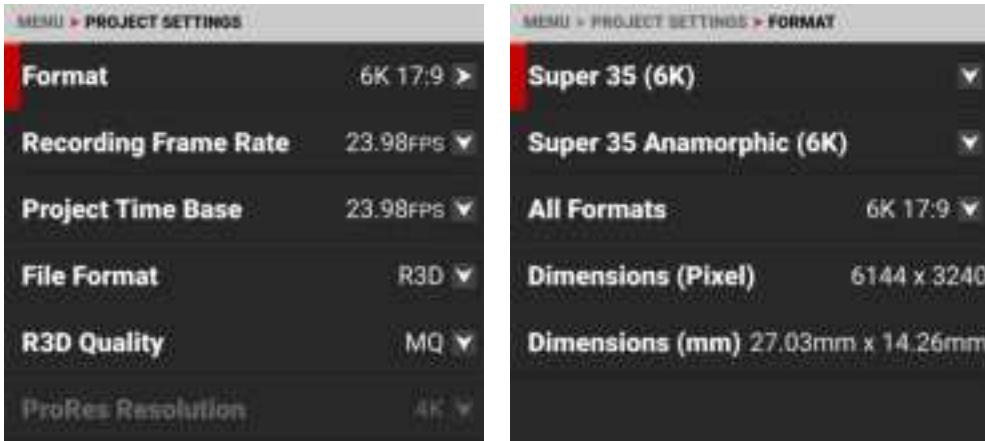 MENU ► PROJECT SETTINGS
Format 6K 17:9
Recording Frame Rate 23.98FPS
Project Time Base 23.98FPS
File Format R3D
R3D Quality MQ
ProRes Resolution 4K
MENU ► PROJECT SETTINGS ► FORMAT
Super 35 (6K)
Super 35 Anamorphic (6K)
All Formats 6K 17:9
Dimensions (Pixel) 6144 x 3240
Dimensions (mm) 27.03mm x 14.26mm